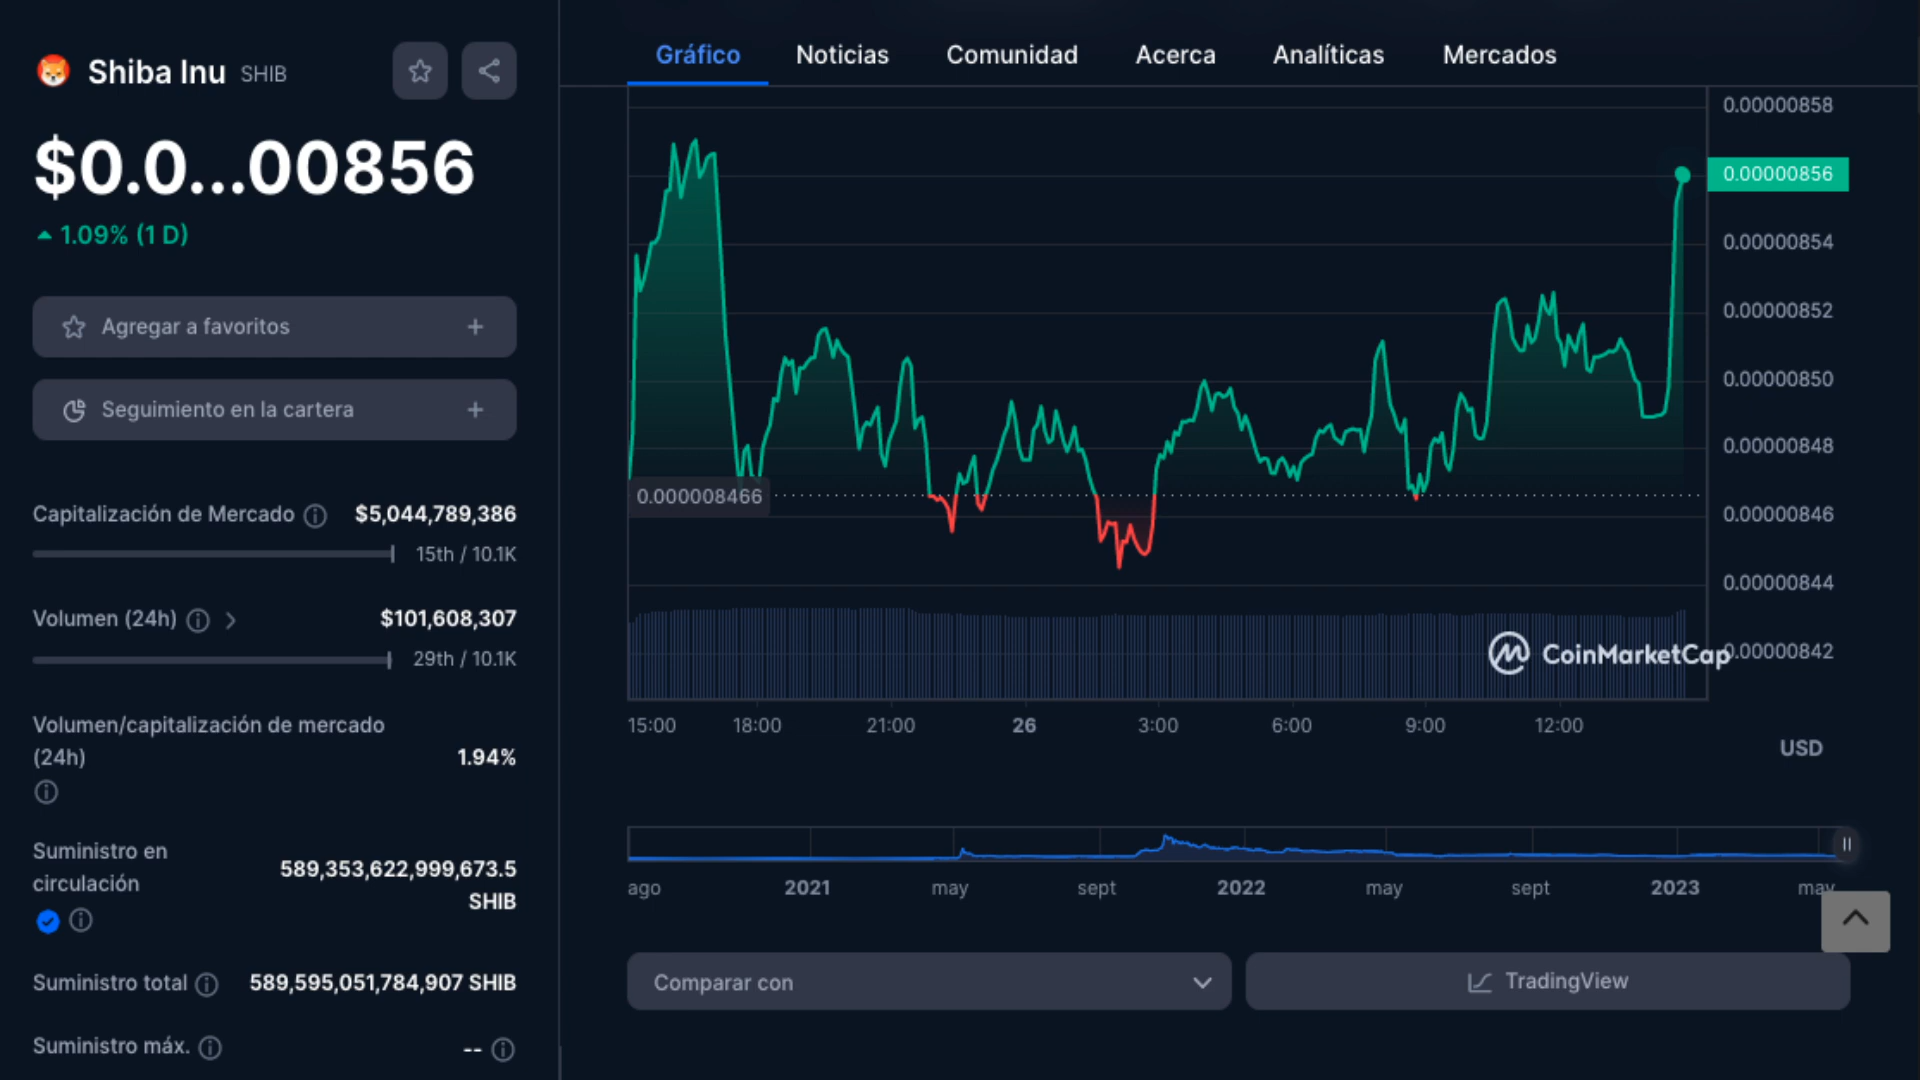 Shiba Inu SHIB
$0.0...00856
1.09% (1 D)
Agregar a favoritos +
Seguimiento en la cartera +
Capitalización de Mercado $5,044,789,386
15th / 10.1K
Volumen (24h) $101,608,307
29th / 10.1K
Volumen/capitalización de mercado
(24h) 1.94%
Suministro en
circulación
589,353,622,999,673.5
SHIB
Suministro total 589,595,051,784,907 SHIB
Suministro máx. --
Gráfico Noticias Comunidad Acerca Analíticas Mercados
0.00000858
0.00000856
0.00000854
0.00000852
0.00000850
0.00000848
0.000008466
0.00000846
0.00000844
0.00000842
CoinMarketCap
15:00 18:00 21:00 26 3:00 6:00 9:00 12:00
USD
ago 2021 may sept 2022 may sept 2023 may
Comparar con
TradingView